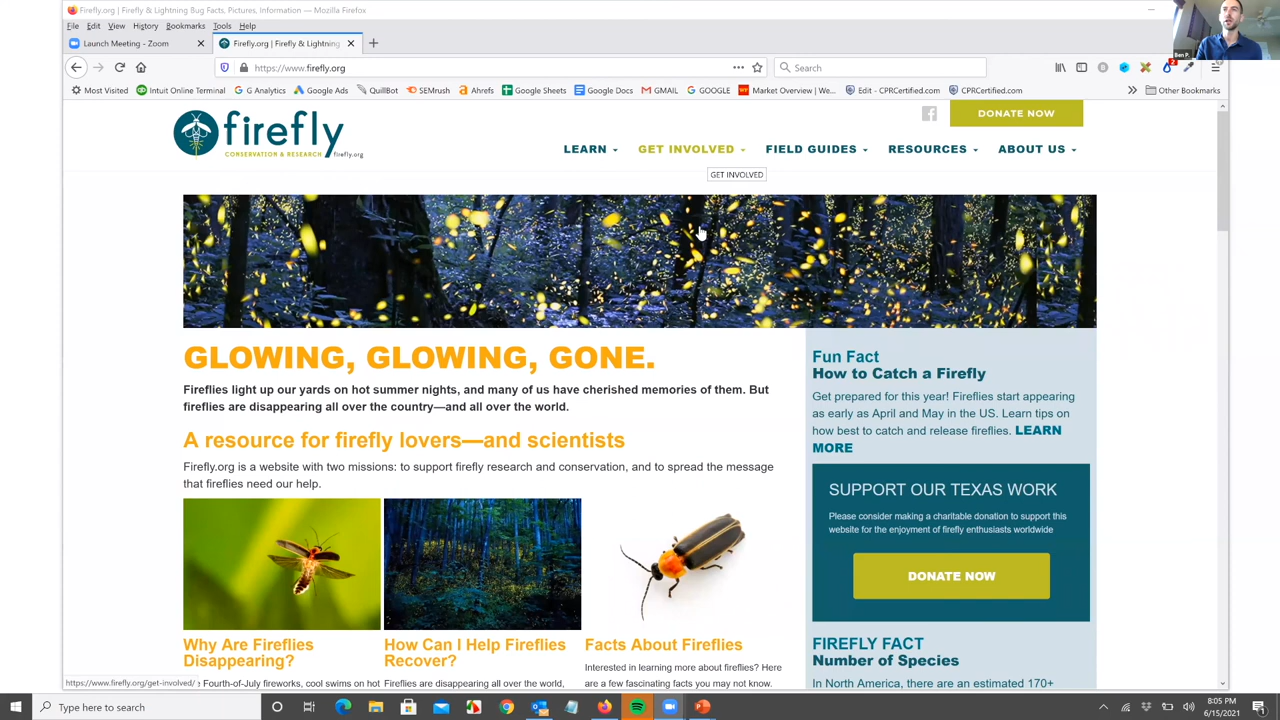 Firefly.org | Firefly & Lightning Bug Facts, Pictures, Information — Mozilla Firefox
File Edit View History Bookmarks Tools Help
Launch Meeting - Zoom
Firefly.org | Firefly & Lightning
https://www.firefly.org
Search
2
Ben P.
Most Visited
Intuit Online Terminal
G Analytics
Google Ads
QuillBot
SEMrush
Ahrefs
Google Sheets
Google Docs
GMAIL
GOOGLE
Market Overview | We...
Edit - CPRCertified.com
CPRCertified.com
Other Bookmarks
firefly
CONSERVATION & RESEARCH firefly.org
DONATE NOW
LEARN GET INVOLVED FIELD GUIDES RESOURCES ABOUT US
GET INVOLVED
GLOWING, GLOWING, GONE.
Fireflies light up our yards on hot summer nights, and many of us have cherished memories of them. But
fireflies are disappearing all over the country—and all over the world.
A resource for firefly lovers—and scientists
Firefly.org is a website with two missions: to support firefly research and conservation, and to spread the message
that fireflies need our help.
Why Are Fireflies
Disappearing?
Fourth-of-July fireworks, cool swims on hot
How Can I Help Fireflies
Recover?
Fireflies are disappearing all over the world,
Facts About Fireflies
Interested in learning more about fireflies? Here
are a few fascinating facts you may not know.
Fun Fact
How to Catch a Firefly
Get prepared for this year! Fireflies start appearing
as early as April and May in the US. Learn tips on
how best to catch and release fireflies. LEARN
MORE
SUPPORT OUR TEXAS WORK
Please consider making a charitable donation to support this
website for the enjoyment of firefly enthusiasts worldwide
DONATE NOW
FIREFLY FACT
Number of Species
In North America, there are an estimated 170+
https://www.firefly.org/get-involved/
Type here to search
8:05 PM
6/15/2021
1